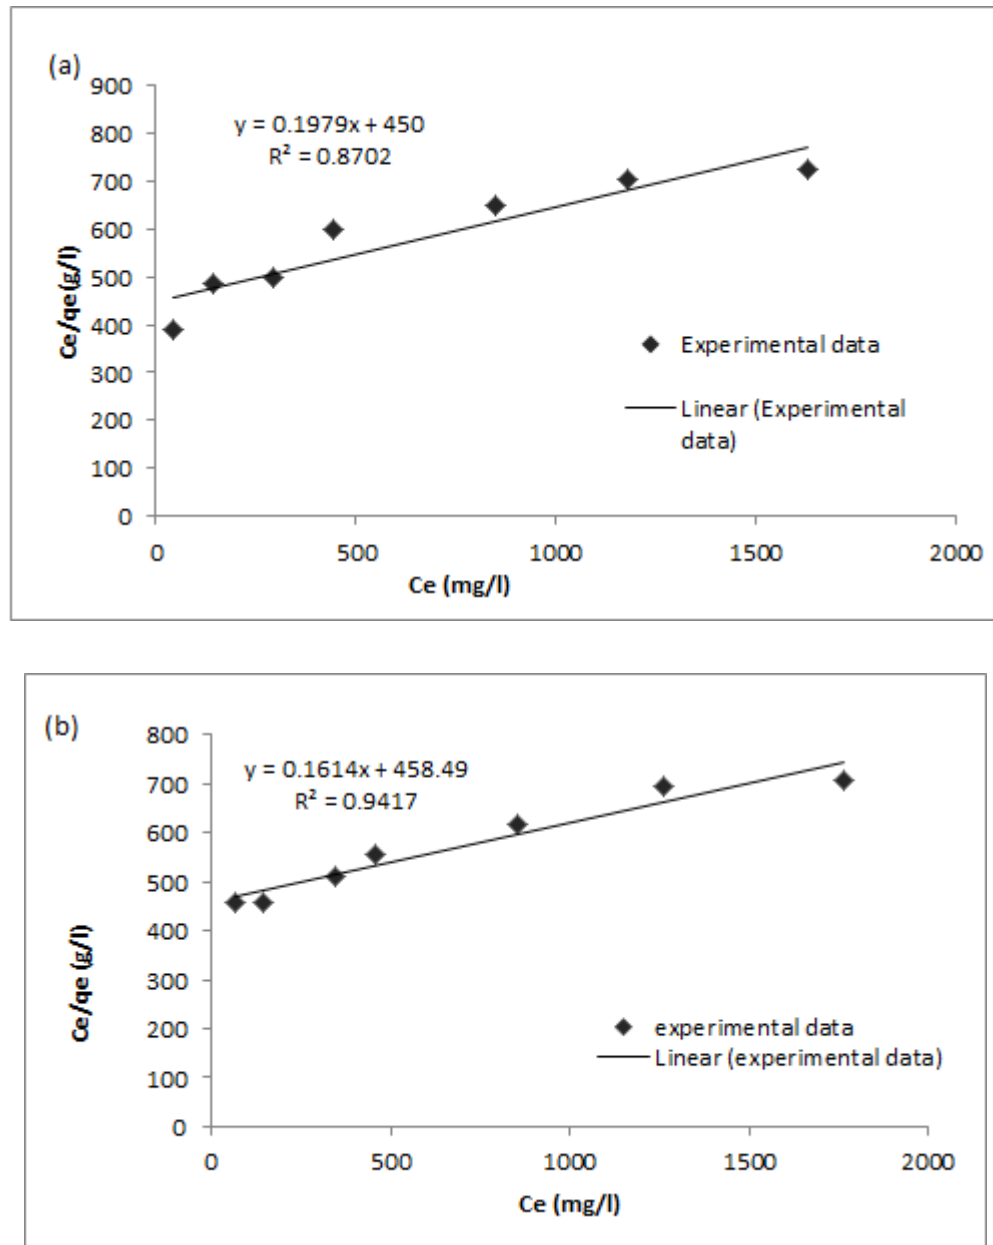 (a)
900
800
700
600
500
400
300
200
100
0
Ce/qe(g/l)
y = 0.1979x + 450
R² = 0.8702
Experimental data
Linear (Experimental
data)
0 500 1000 1500 2000
Ce (mg/l)
(b)
800
700
600
500
400
300
200
100
0
Ce/qe (g/l)
y = 0.1614x + 458.49
R² = 0.9417
experimental data
Linear (experimental data)
0 500 1000 1500 2000
Ce (mg/l)